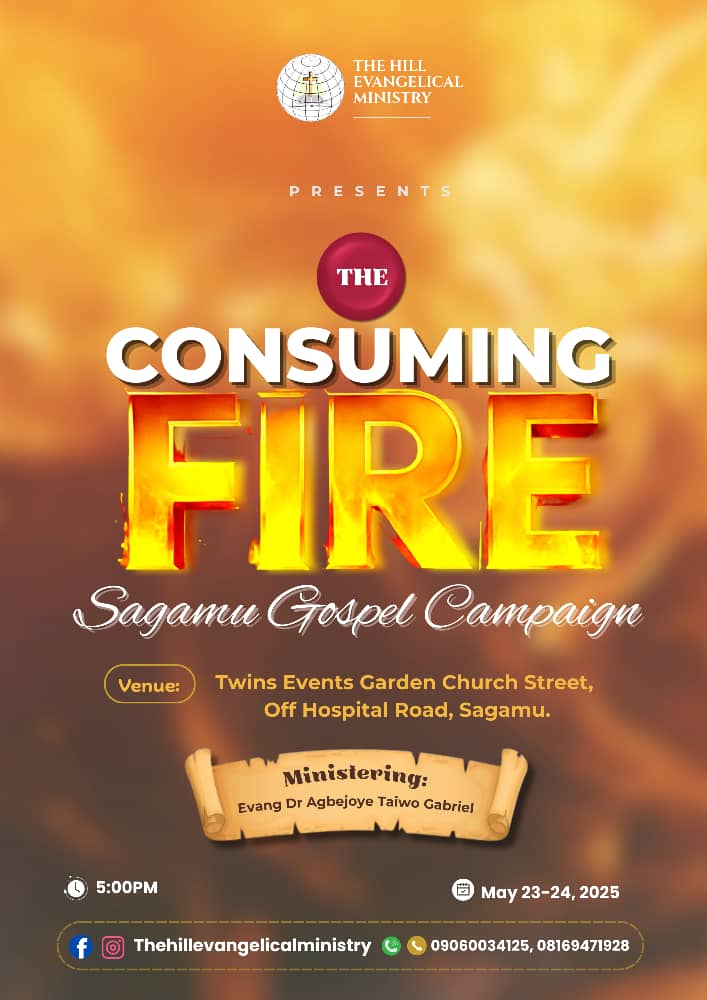 THE HILL
EVANGELICAL
MINISTRY
PRESENTS
THE
CONSUMING
FIRE
Sagamu Gospel Campaign
Venue: Twins Events Garden Church Street,
Off Hospital Road, Sagamu.
Ministering:
Evang Dr Agbejoye Taiwo Gabriel
5:00PM
May 23-24, 2025
Thehillevangelicalministry 09060034125, 08169471928